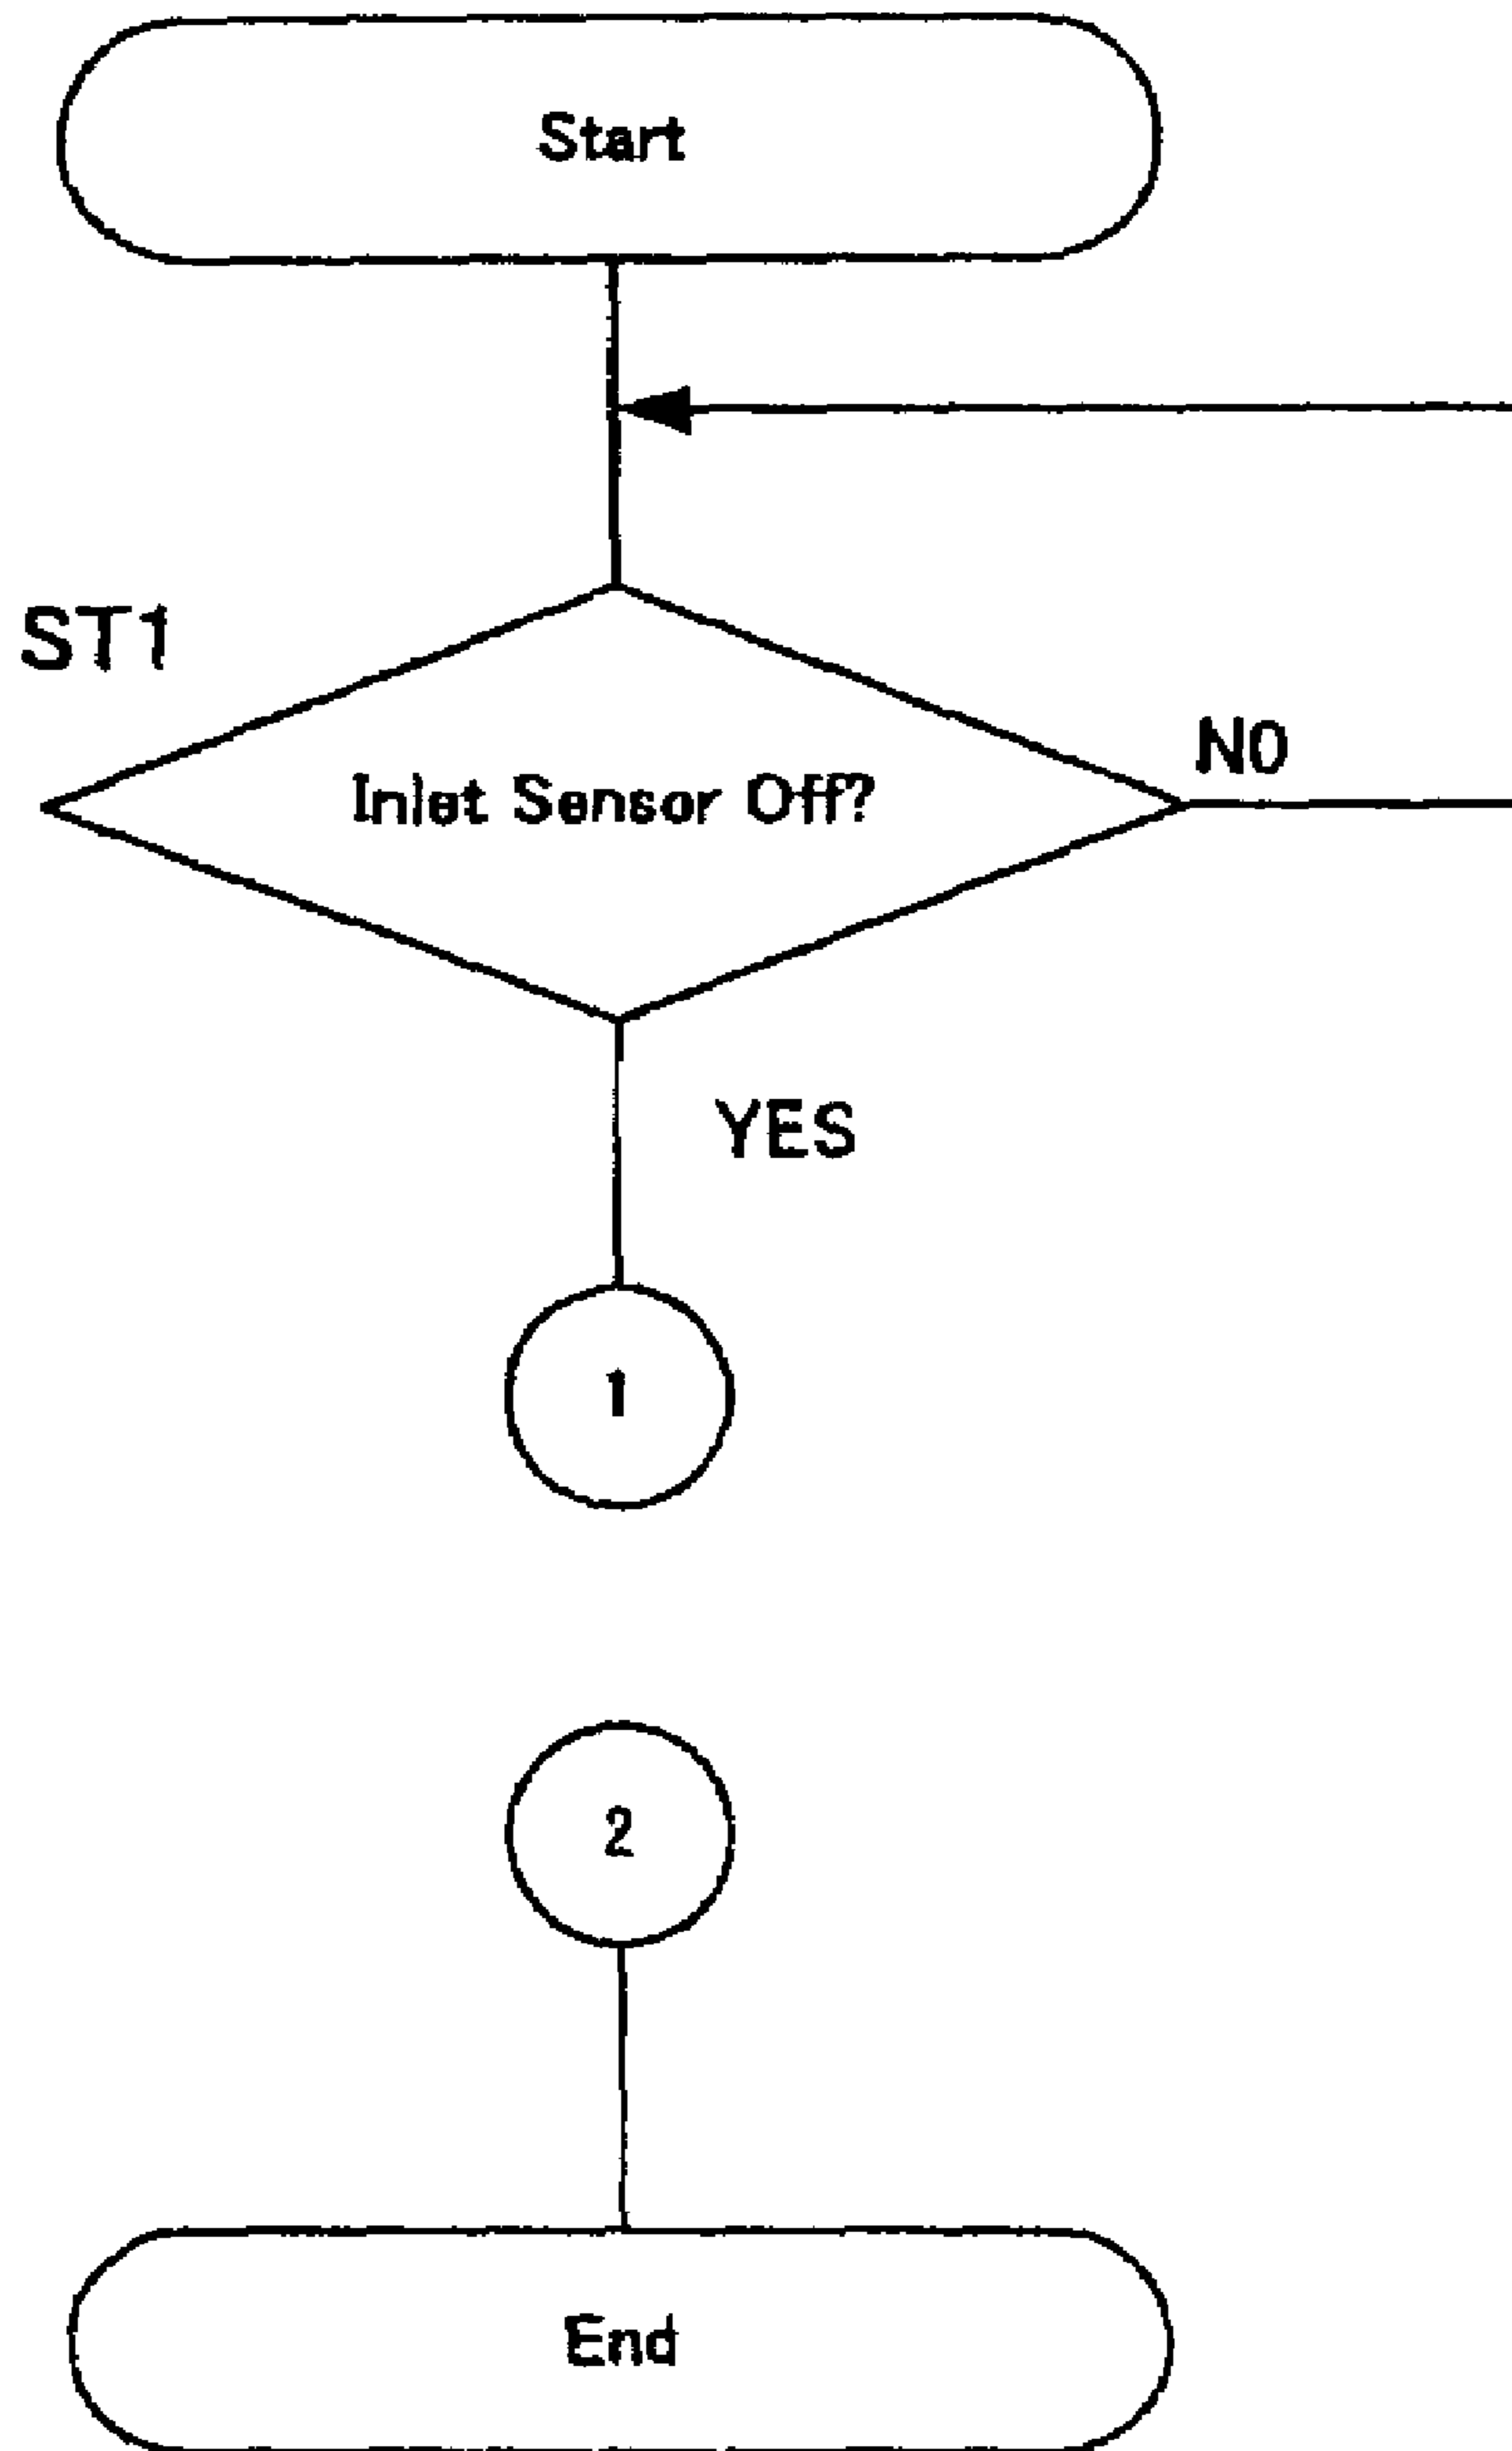 Start
ST1
Inlet Sensor Off?
NO
YES
1
2
End